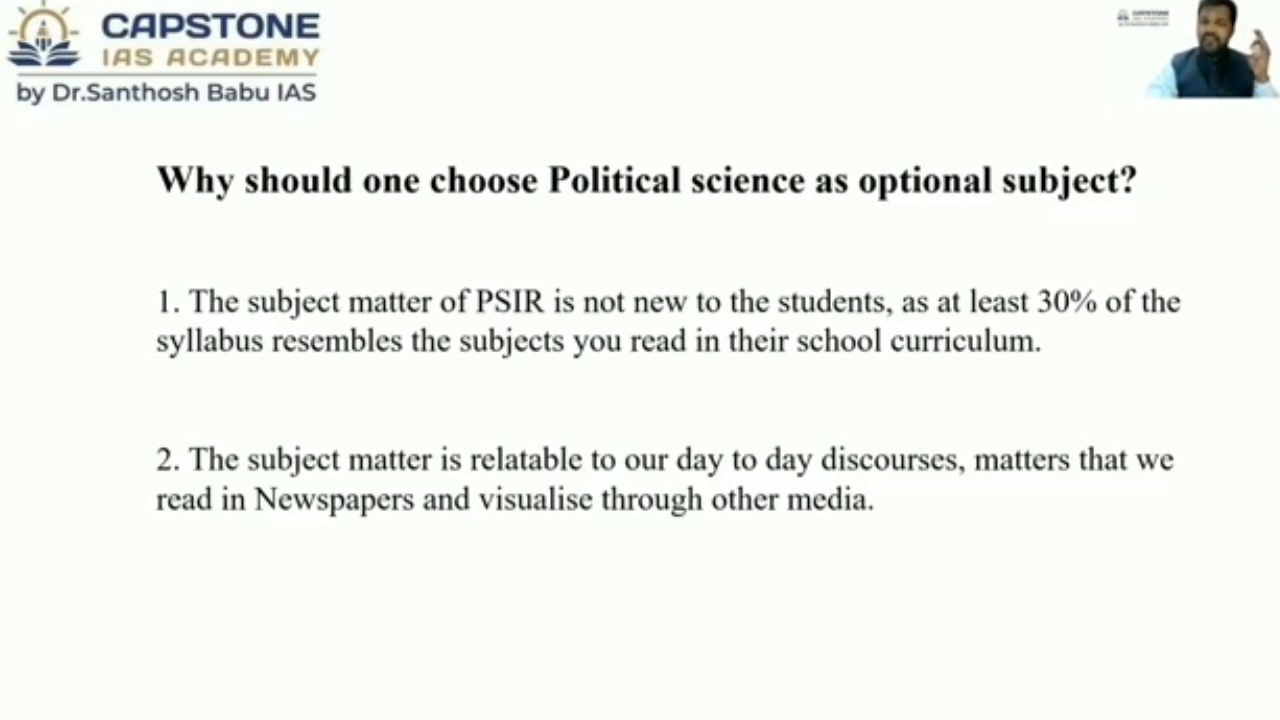 CAPSTONE
IAS ACADEMY
by Dr.Santhosh Babu IAS
Why should one choose Political science as optional subject?
1. The subject matter of PSIR is not new to the students, as at least 30% of the
syllabus resembles the subjects you read in their school curriculum.
2. The subject matter is relatable to our day to day discourses, matters that we
read in Newspapers and visualise through other media.